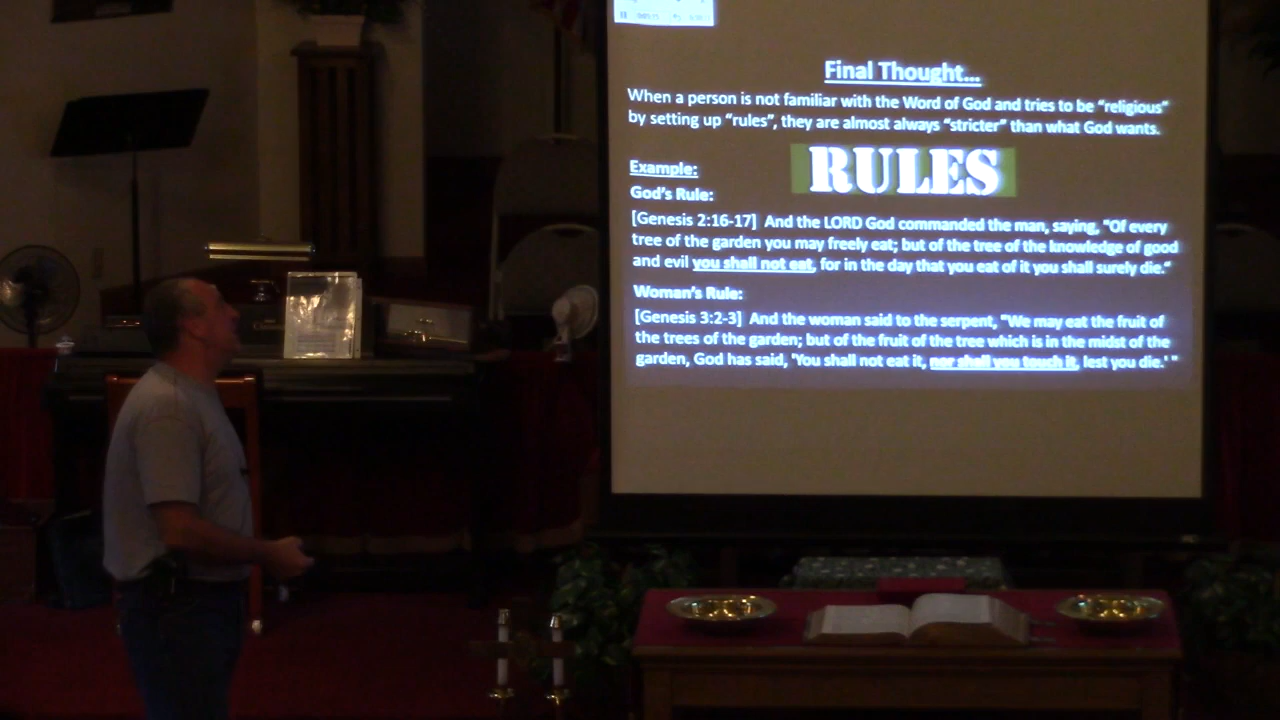 Final Thought...
When a person is not familiar with the Word of God and tries to be “religious”
by setting up “rules”, they are almost always “stricter” than what God wants.
RULES
Example:
God's Rule:
[Genesis 2:16-17] And the LORD God commanded the man, saying, "Of every
tree of the garden you may freely eat; but of the tree of the knowledge of good
and evil you shall not eat, for in the day that you eat of it you shall surely die."
Woman's Rule:
[Genesis 3:2-3] And the woman said to the serpent, "We may eat the fruit of
the trees of the garden; but of the fruit of the tree which is in the midst of the
garden, God has said, 'You shall not eat it, nor shall you touch it, lest you die.' "